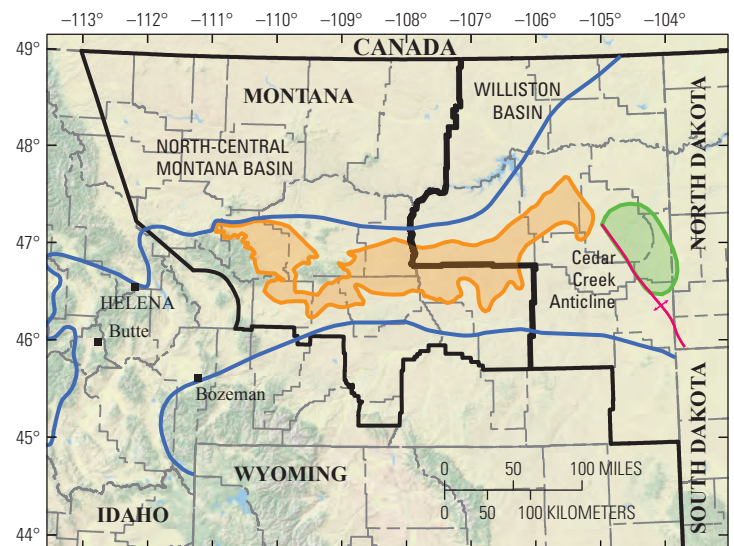 −113° −112° −111° −110° −109° −108° −107° −106° −105° −104°
49°
CANADA
MONTANA
WILLISTON
BASIN
48°
NORTH-CENTRAL
MONTANA BASIN
NORTH DAKOTA
47°
Cedar
Creek
Anticline
HELENA
Butte
46°
Bozeman
45°
SOUTH DAKOTA
WYOMING
0 50 100 MILES
0 50 100 KILOMETERS
IDAHO
44°